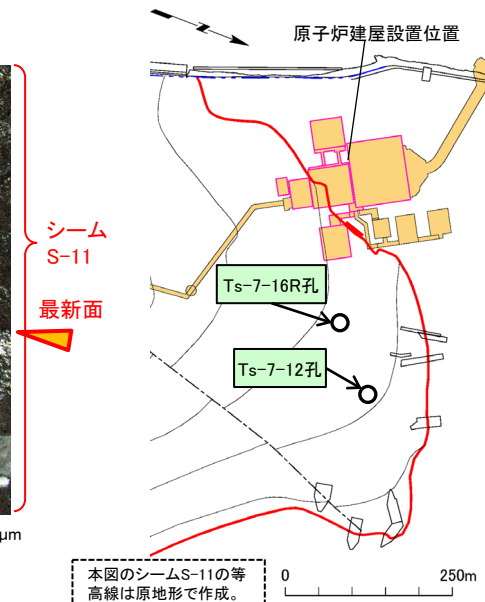 原子炉建屋設置位置
シーム
S-11
最新面
Ts-7-16R孔
Ts-7-12孔
μm
本図のシームS-11の等
高線は原地形で作成。
0 250m